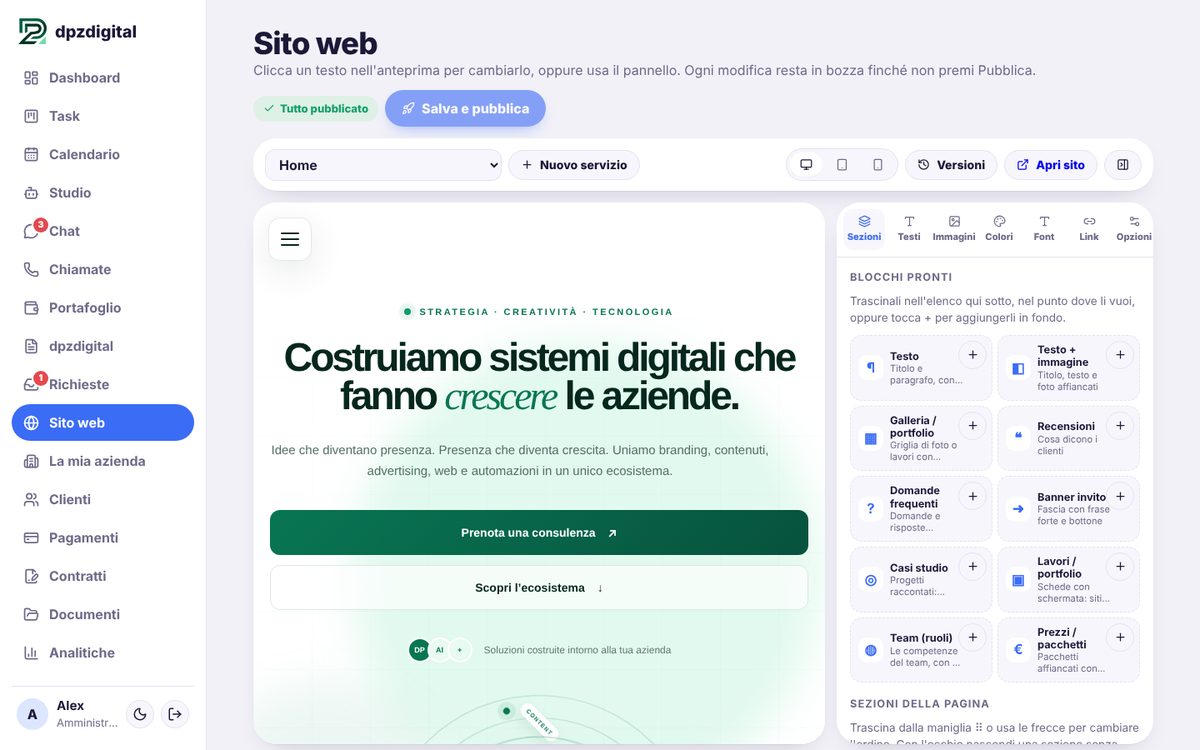 dpzdigital
Dashboard
Task
Calendario
Studio
3
Chat
Chiamate
Portafoglio
dpzdigital
1
Richieste
Sito web
La mia azienda
Clienti
Pagamenti
Contratti
Documenti
Analitiche
A
Alex
Amministr...
Sito web
Clicca un testo nell'anteprima per cambiarlo, oppure usa il pannello. Ogni modifica resta in bozza finché non premi Pubblica.
Tutto pubblicato
Salva e pubblica
Home
Nuovo servizio
Versioni
Apri sito
STRATEGIA · CREATIVITÀ · TECNOLOGIA
Costruiamo sistemi digitali che
fanno crescere le aziende.
Idee che diventano presenza. Presenza che diventa crescita. Uniamo branding, contenuti,
advertising, web e automazioni in un unico ecosistema.
Prenota una consulenza
Scopri l'ecosistema ↓
DP
AI
+
Soluzioni costruite intorno alla tua azienda
CONTENT
Sezioni
Testi
Immagini
Colori
Font
Link
Opzioni
BLOCCHI PRONTI
Trascinali nell'elenco qui sotto, nel punto dove li vuoi,
oppure tocca + per aggiungerli in fondo.
Testo
Titolo e
paragrafo, con...
Testo +
immagine
Titolo, testo e
foto affiancati
Galleria /
portfolio
Griglia di foto o
lavori con...
Recensioni
Cosa dicono i
clienti
Domande
frequenti
Domande e
risposte...
Banner invito
Fascia con frase
forte e bottone
Casi studio
Progetti
raccontati:...
Lavori /
portfolio
Schede con
schermata: siti...
Team (ruoli)
Le competenze
del team, con ...
Prezzi /
pacchetti
Pacchetti
affiancati con...
SEZIONI DELLA PAGINA
Trascina dalla maniglia ⠿ o usa le frecce per cambiare
l'ordine. Con l'occhio nascondi una sezione senza